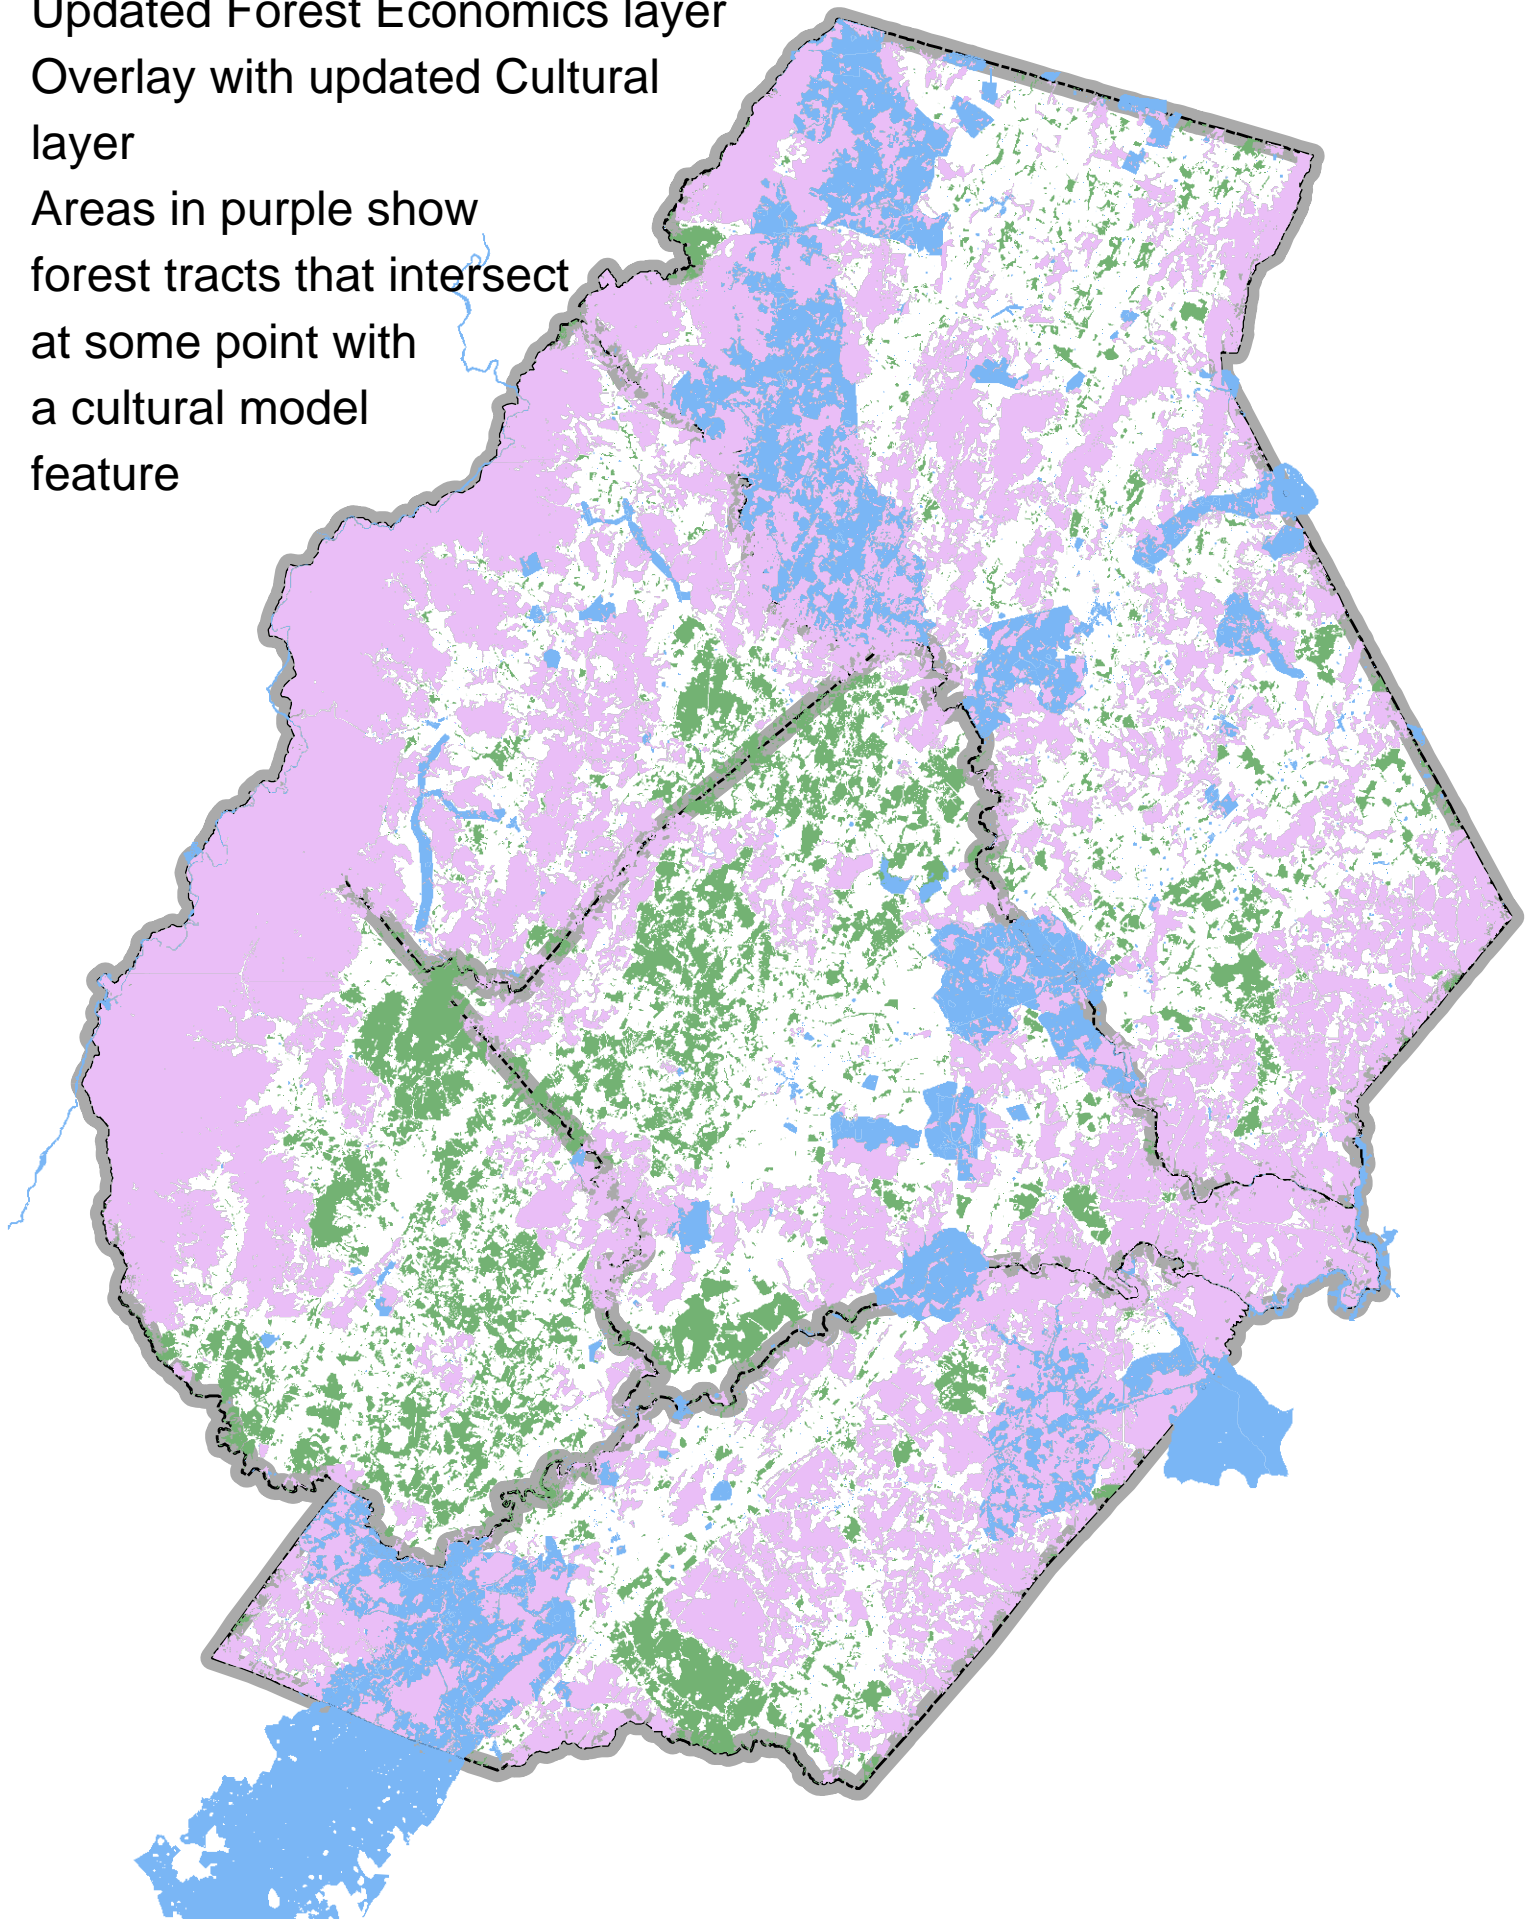 Updated Forest Economics layer
Overlay with updated Cultural
layer
Areas in purple show
forest tracts that intersect
at some point with
a cultural model
feature